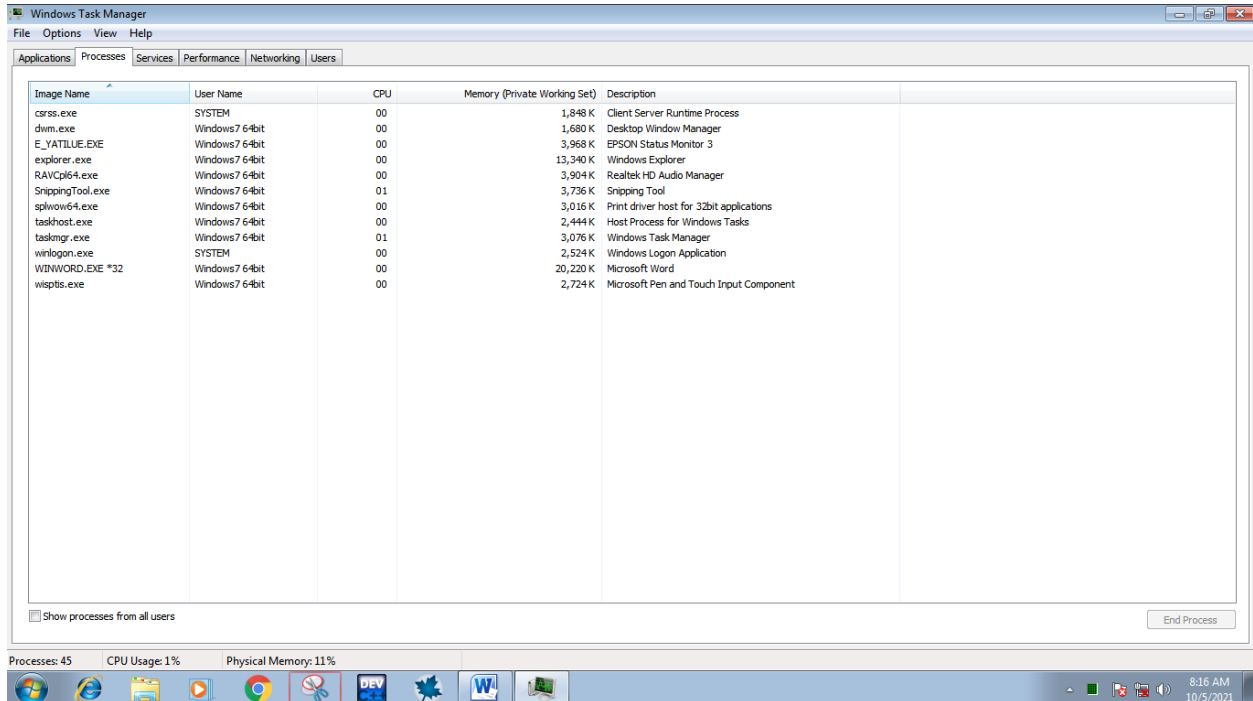 Windows Task Manager
File Options View Help
Applications Processes Services Performance Networking Users
Image Name User Name CPU Memory (Private Working Set) Description
csrss.exe SYSTEM 00 1,848 K Client Server Runtime Process
dwm.exe Windows7 64bit 00 1,680 K Desktop Window Manager
E_YATILUE.EXE Windows7 64bit 00 3,968 K EPSON Status Monitor 3
explorer.exe Windows7 64bit 00 13,340 K Windows Explorer
RAVCpl64.exe Windows7 64bit 00 3,904 K Realtek HD Audio Manager
SnippingTool.exe Windows7 64bit 01 3,736 K Snipping Tool
splwow64.exe Windows7 64bit 00 3,016 K Print driver host for 32bit applications
taskhost.exe Windows7 64bit 00 2,444 K Host Process for Windows Tasks
taskmgr.exe Windows7 64bit 01 3,076 K Windows Task Manager
winlogon.exe SYSTEM 00 2,524 K Windows Logon Application
WINWORD.EXE *32 Windows7 64bit 00 20,220 K Microsoft Word
wisptis.exe Windows7 64bit 00 2,724 K Microsoft Pen and Touch Input Component
Show processes from all users
End Process
Processes: 45 CPU Usage: 1% Physical Memory: 11%
DEV C++ W
8:16 AM
10/5/2021